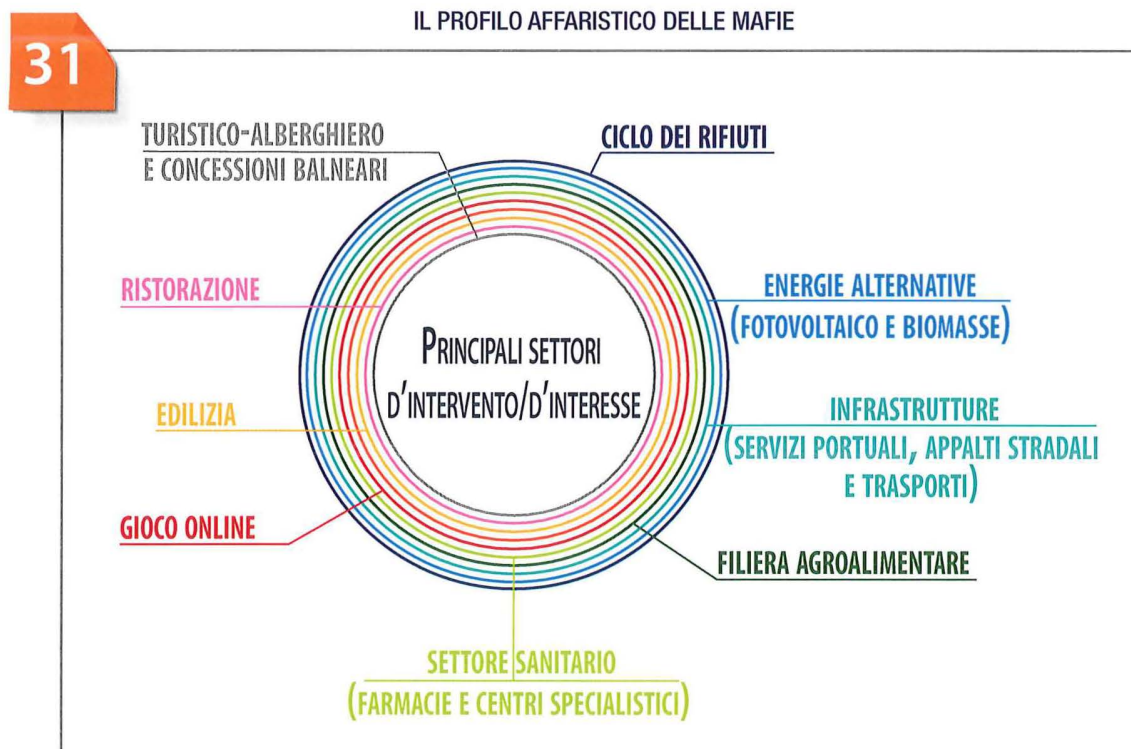 IL PROFILO AFFARISTICO DELLE MAFIE
31
TURISTICO-ALBERGHIERO
E CONCESSIONI BALNEARI
CICLO DEI RIFIUTI
RISTORAZIONE
ENERGIE ALTERNATIVE
(FOTOVOLTAICO E BIOMASSE)
PRINCIPALI SETTORI
D'INTERVENTO/D'INTERESSE
EDILIZIA
INFRASTRUTTURE
(SERVIZI PORTUALI, APPALTI STRADALI
E TRASPORTI)
GIOCO ONLINE
FILIERA AGROALIMENTARE
SETTORE SANITARIO
(FARMACIE E CENTRI SPECIALISTICI)